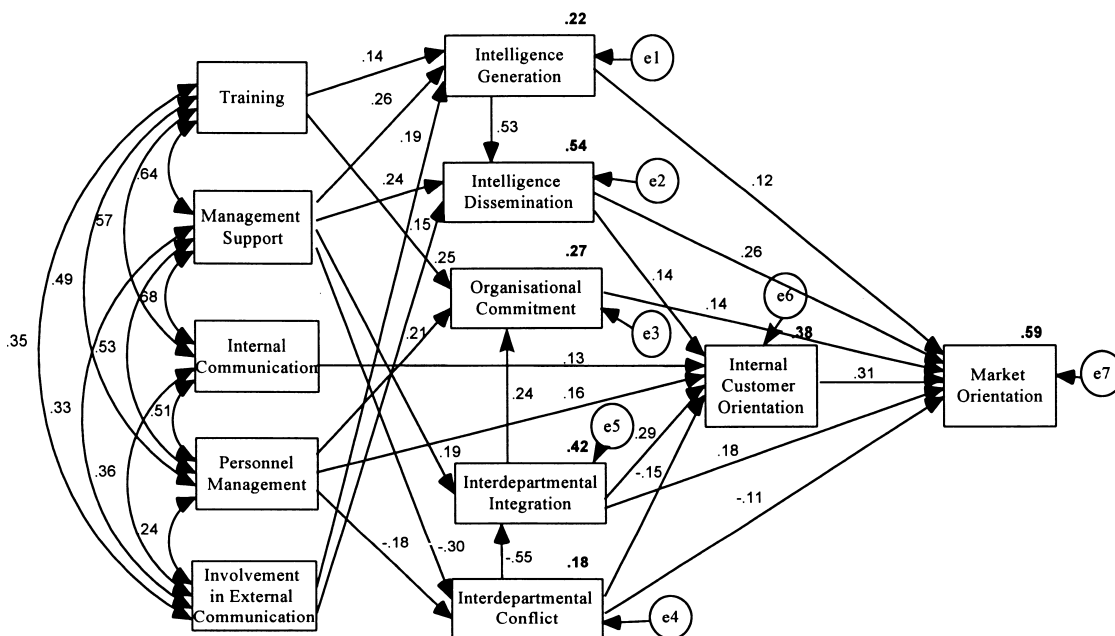 .22
Intelligence
Generation
e1
.14
Training
.26
.19
.53
.54
.64
.24
Intelligence
Dissemination
e2
.12
Management
Support
.15
.57
.25
.27
.26
.49
.68
Organisational
Commitment
.14
e6
.14
e3
.38
.59
.35
.53
Internal
Communication
.21
.13
Internal
Customer
Orientation
.31
Market
Orientation
e7
.33
.51
.24
.16
e5
.42
.29
.36
Personnel
Management
.19
Interdepartmental
Integration
-.15
.18
-.11
.24
-.18
-.30
-.55
.18
Involvement
in External
Communication
Interdepartmental
Conflict
e4